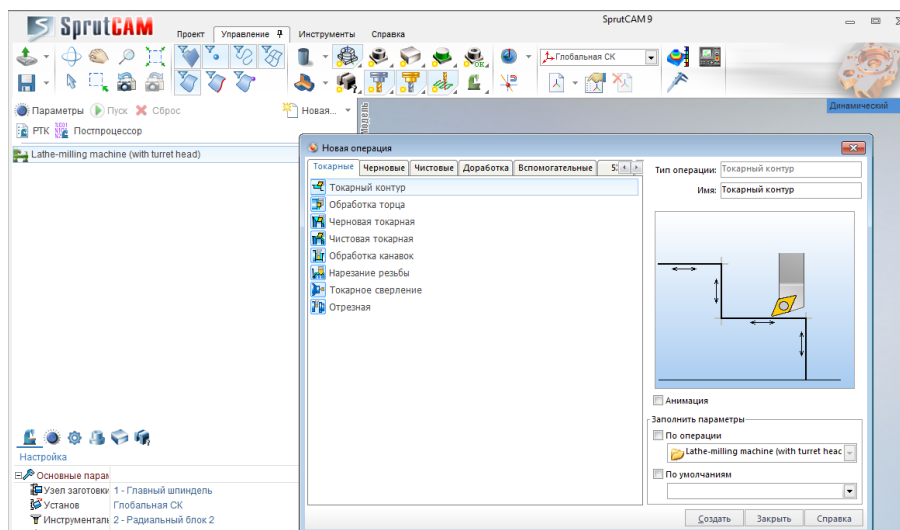 SprutCAM
SprutCAM 9
Проект Управление Инструменты Справка
Глобальная СК
Параметры Пуск Сброс Новая...
РТК Постпроцессор
Lathe-milling machine (with turret head)
Модель
Динамический
Новая операция
Токарные Черновые Чистовые Доработка Вспомогательные
Токарный контур
Обработка торца
Черновая токарная
Чистовая токарная
Обработка канавок
Нарезание резьбы
Токарное сверление
Отрезная
Тип операции: Токарный контур
Имя: Токарный контур
Анимация
Заполнить параметры
По операции
Lathe-milling machine (with turret heac
По умолчаниям
Создать Закрыть Справка
Настройка
Основные парам
Узел заготовки 1 - Главный шпиндель
Установ Глобальная СК
Инструменталь 2 - Радиальный блок 2